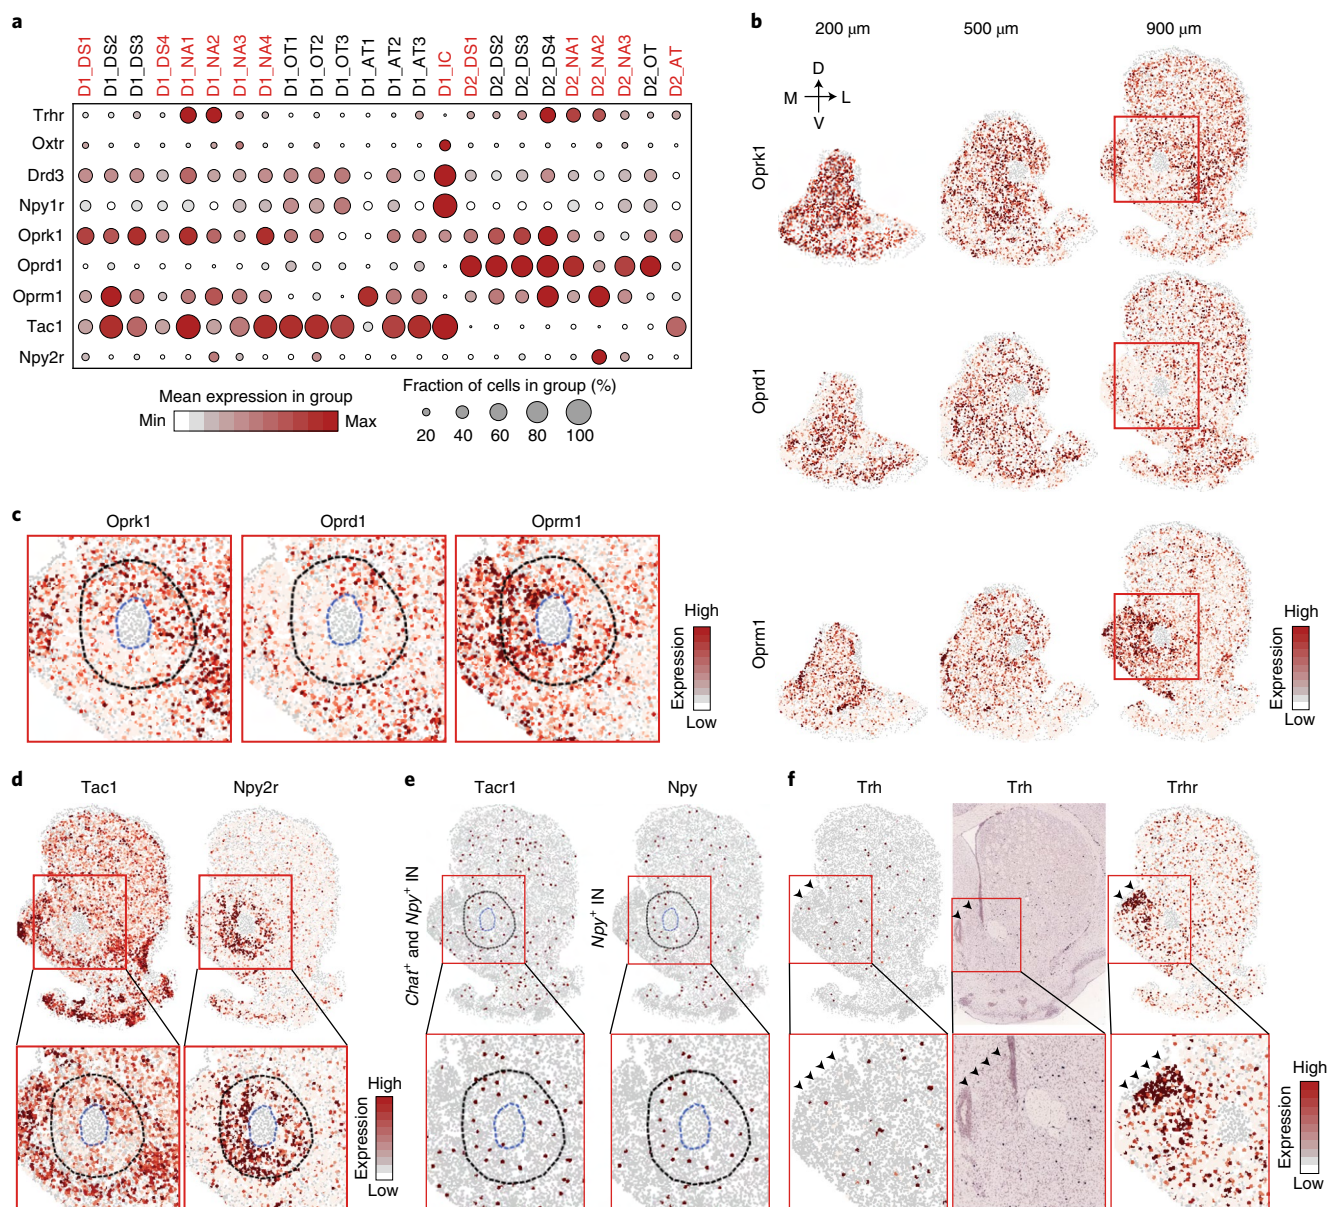 a
D1_DS1 D1_DS2 D1_DS3 D1_DS4 D1_NA1 D1_NA2 D1_NA3 D1_NA4 D1_OT1 D1_OT2 D1_OT3 D1_AT1 D1_AT2 D1_AT3 D1_IC D2_DS1 D2_DS2 D2_DS3 D2_DS4 D2_NA1 D2_NA2 D2_NA3 D2_OT D2_AT
Trhr
Oxtr
Drd3
Npy1r
Oprk1
Oprd1
Oprm1
Tac1
Npy2r
Mean expression in group
Min Max
Fraction of cells in group (%)
20 40 60 80 100
b
200 μm 500 μm 900 μm
D
M L
V
Oprk1
Oprd1
Oprm1
High
Expression
Low
c
Oprk1 Oprd1 Oprm1
High
Expression
Low
d
Tac1 Npy2r
High
Expression
Low
e
Tacr1 Npy
Chat+ and Npy+ IN
Npy+ IN
f
Trh Trh Trhr
High
Expression
Low